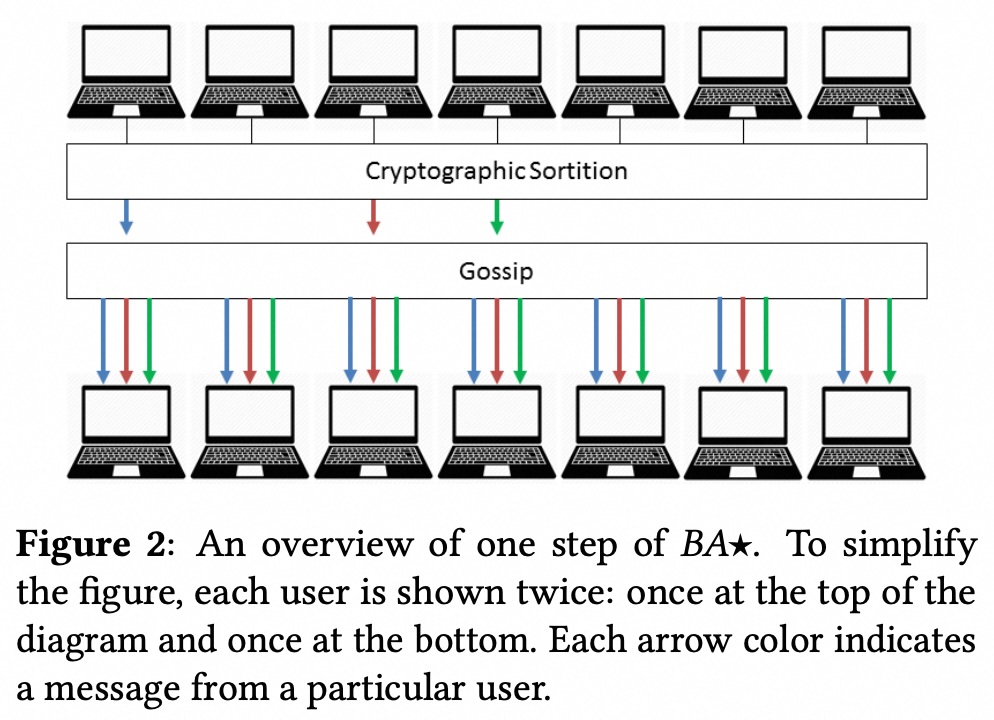 Cryptographic Sortition
Gossip
Figure 2: An overview of one step of BA★. To simplify
the figure, each user is shown twice: once at the top of the
diagram and once at the bottom. Each arrow color indicates
a message from a particular user.